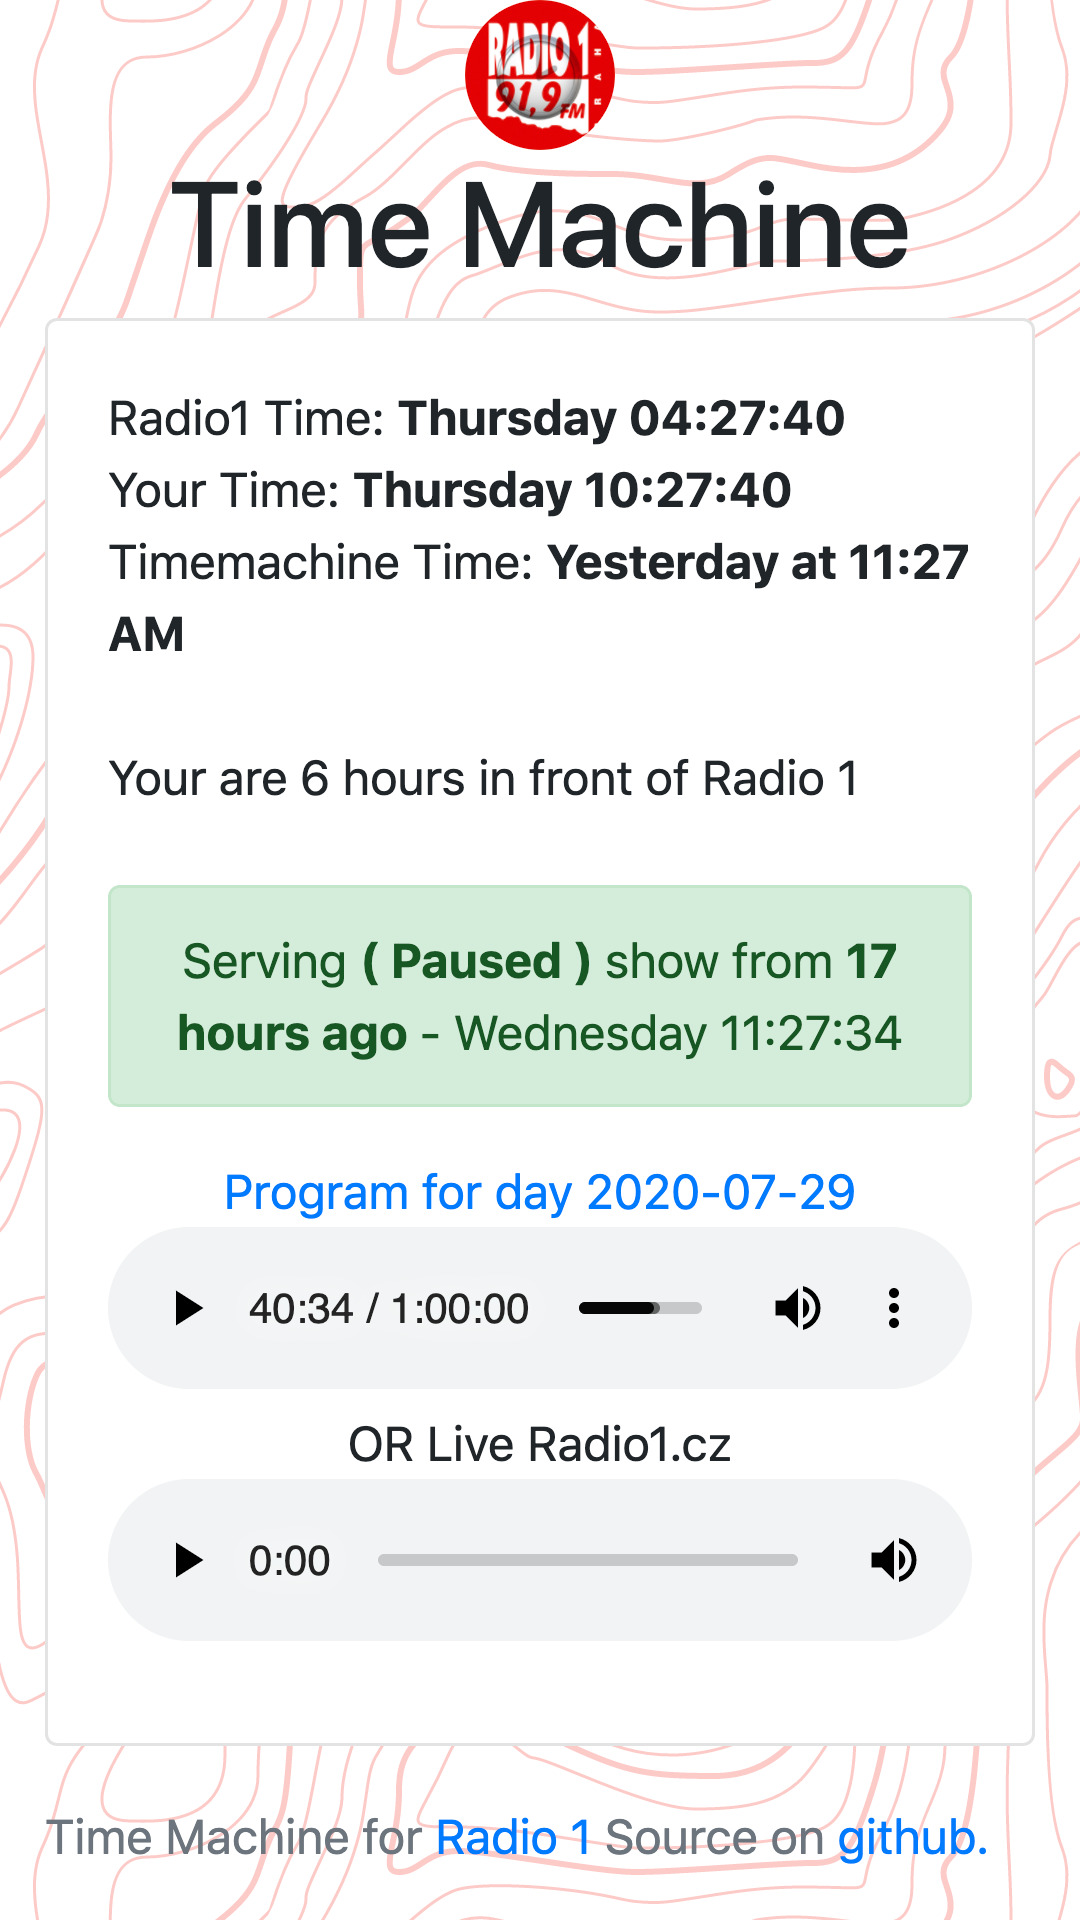 RADIO 1
PRAHA
91,9 FM
Time Machine
Radio1 Time: Thursday 04:27:40
Your Time: Thursday 10:27:40
Timemachine Time: Yesterday at 11:27
AM
Your are 6 hours in front of Radio 1
Serving ( Paused ) show from 17
hours ago - Wednesday 11:27:34
Program for day 2020-07-29
40:34 / 1:00:00
OR Live Radio1.cz
0:00
Time Machine for Radio 1 Source on github.